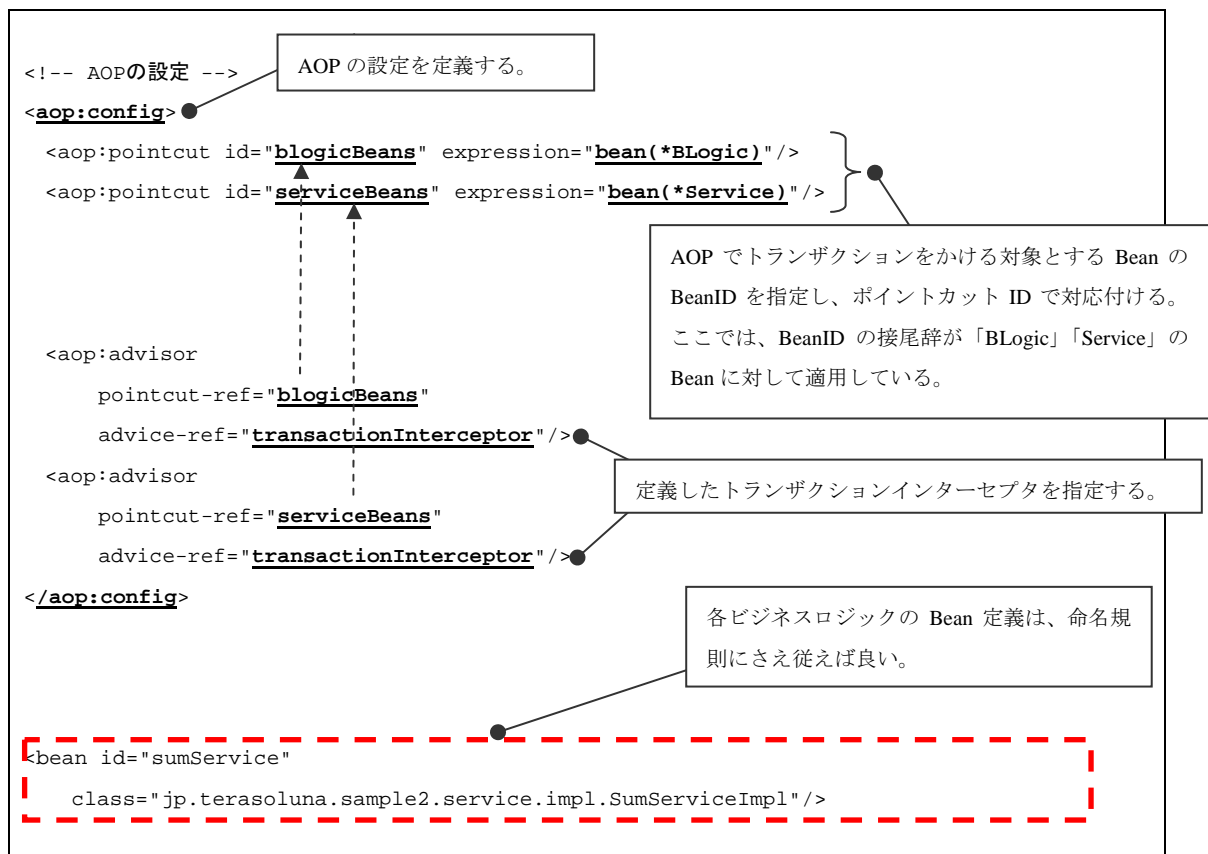 <!-- AOPの設定 -->
AOP の設定を定義する。
<aop:config>
<aop:pointcut id="blogicBeans" expression="bean(*BLogic)"/>
<aop:pointcut id="serviceBeans" expression="bean(*Service)"/>
AOP でトランザクションをかける対象とする Bean の
BeanID を指定し、ポイントカット ID で対応付ける。
ここでは、BeanID の接尾辞が「BLogic」「Service」の
Bean に対して適用している。
<aop:advisor
pointcut-ref="blogicBeans"
advice-ref="transactionInterceptor"/>
<aop:advisor
定義したトランザクションインターセプタを指定する。
pointcut-ref="serviceBeans"
advice-ref="transactionInterceptor"/>
</aop:config>
各ビジネスロジックの Bean 定義は、命名規
則にさえ従えば良い。
<bean id="sumService"
class="jp.terasoluna.sample2.service.impl.SumServiceImpl"/>